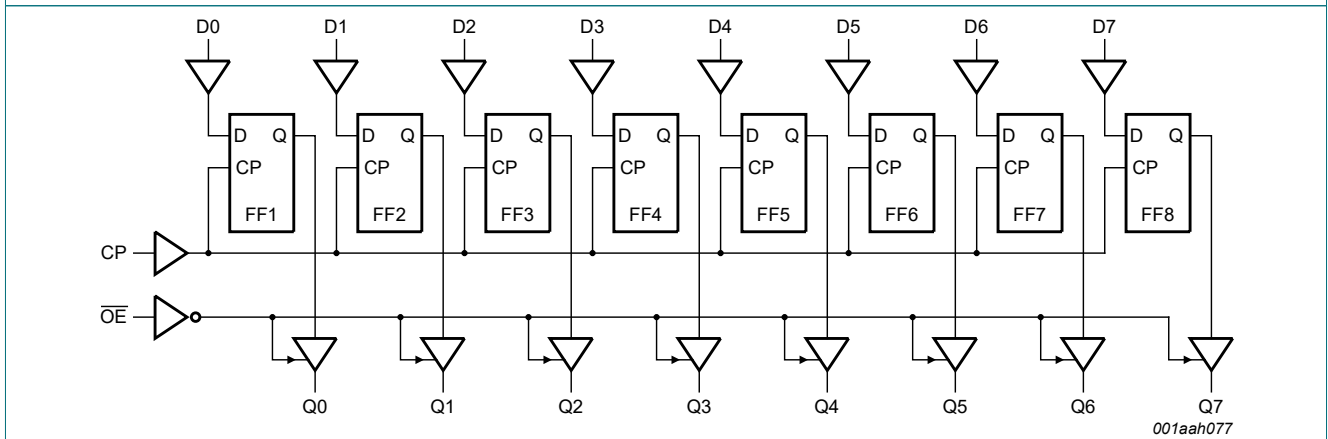 D0 D1 D2 D3 D4 D5 D6 D7
D Q D Q D Q D Q D Q D Q D Q D Q
CP CP CP CP CP CP CP CP
FF1 FF2 FF3 FF4 FF5 FF6 FF7 FF8
CP
OE
Q0 Q1 Q2 Q3 Q4 Q5 Q6 Q7
001aah077